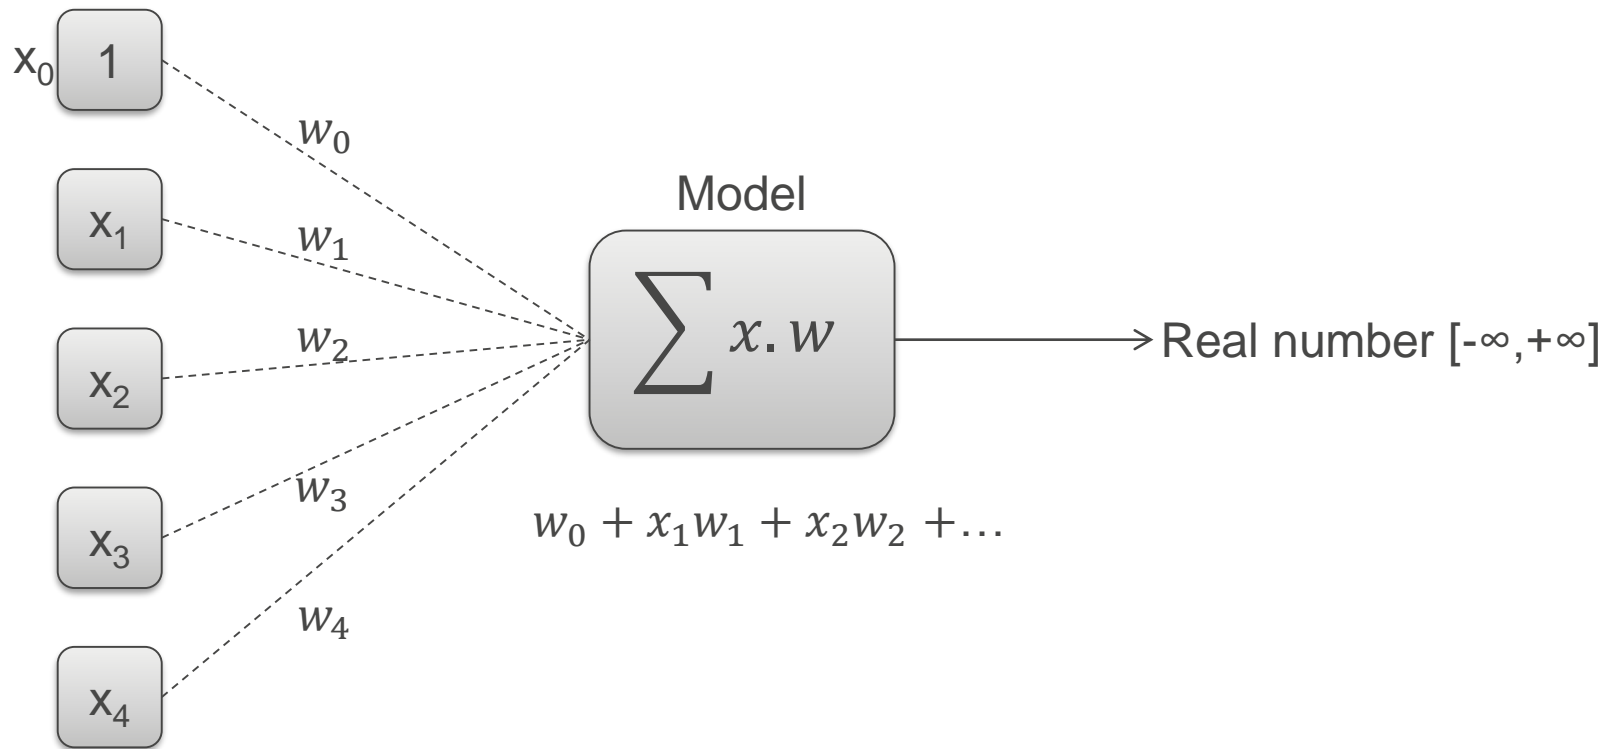 x₀ 1
w₀
x₁
w₁
x₂
w₂
x₃
w₃
x₄
w₄
Model
∑ x.w
w₀ + x₁w₁ + x₂w₂ +…
Real number [-∞,+∞]